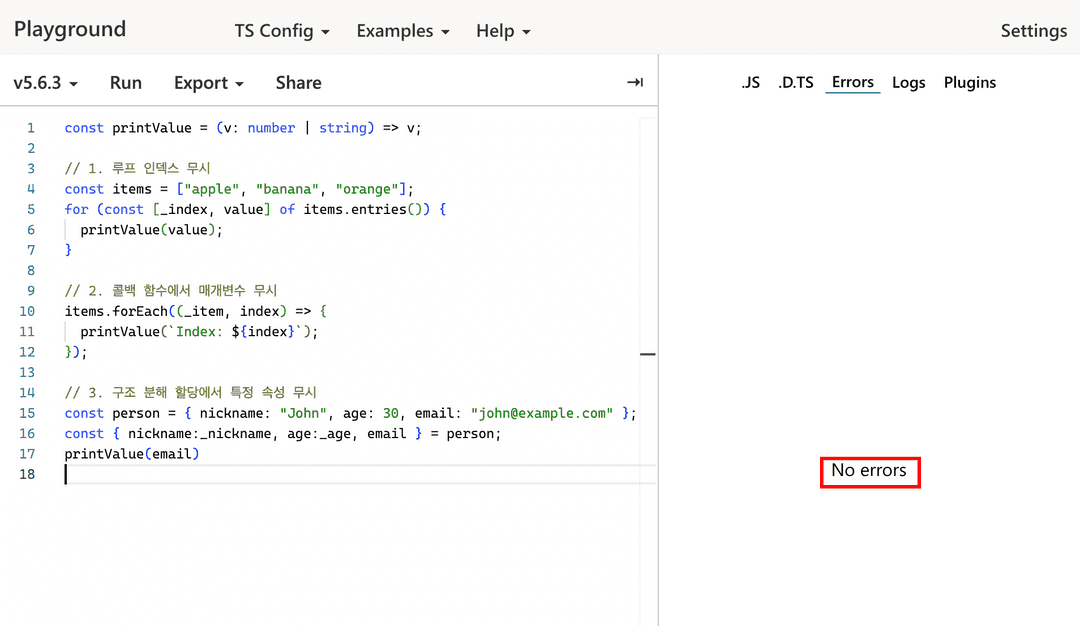 Playground TS Config Examples Help Settings
v5.6.3 Run Export Share .JS .D.TS Errors Logs Plugins
1 const printValue = (v: number | string) => v;
2
3 // 1. 루프 인덱스 무시
4 const items = ["apple", "banana", "orange"];
5 for (const [_index, value] of items.entries()) {
6 printValue(value);
7 }
8
9 // 2. 콜백 함수에서 매개변수 무시
10 items.forEach((_item, index) => {
11 printValue(`Index: ${index}`);
12 });
13
14 // 3. 구조 분해 할당에서 특정 속성 무시
15 const person = { nickname: "John", age: 30, email: "john@example.com" };
16 const { nickname:_nickname, age:_age, email } = person;
17 printValue(email)
18
No errors